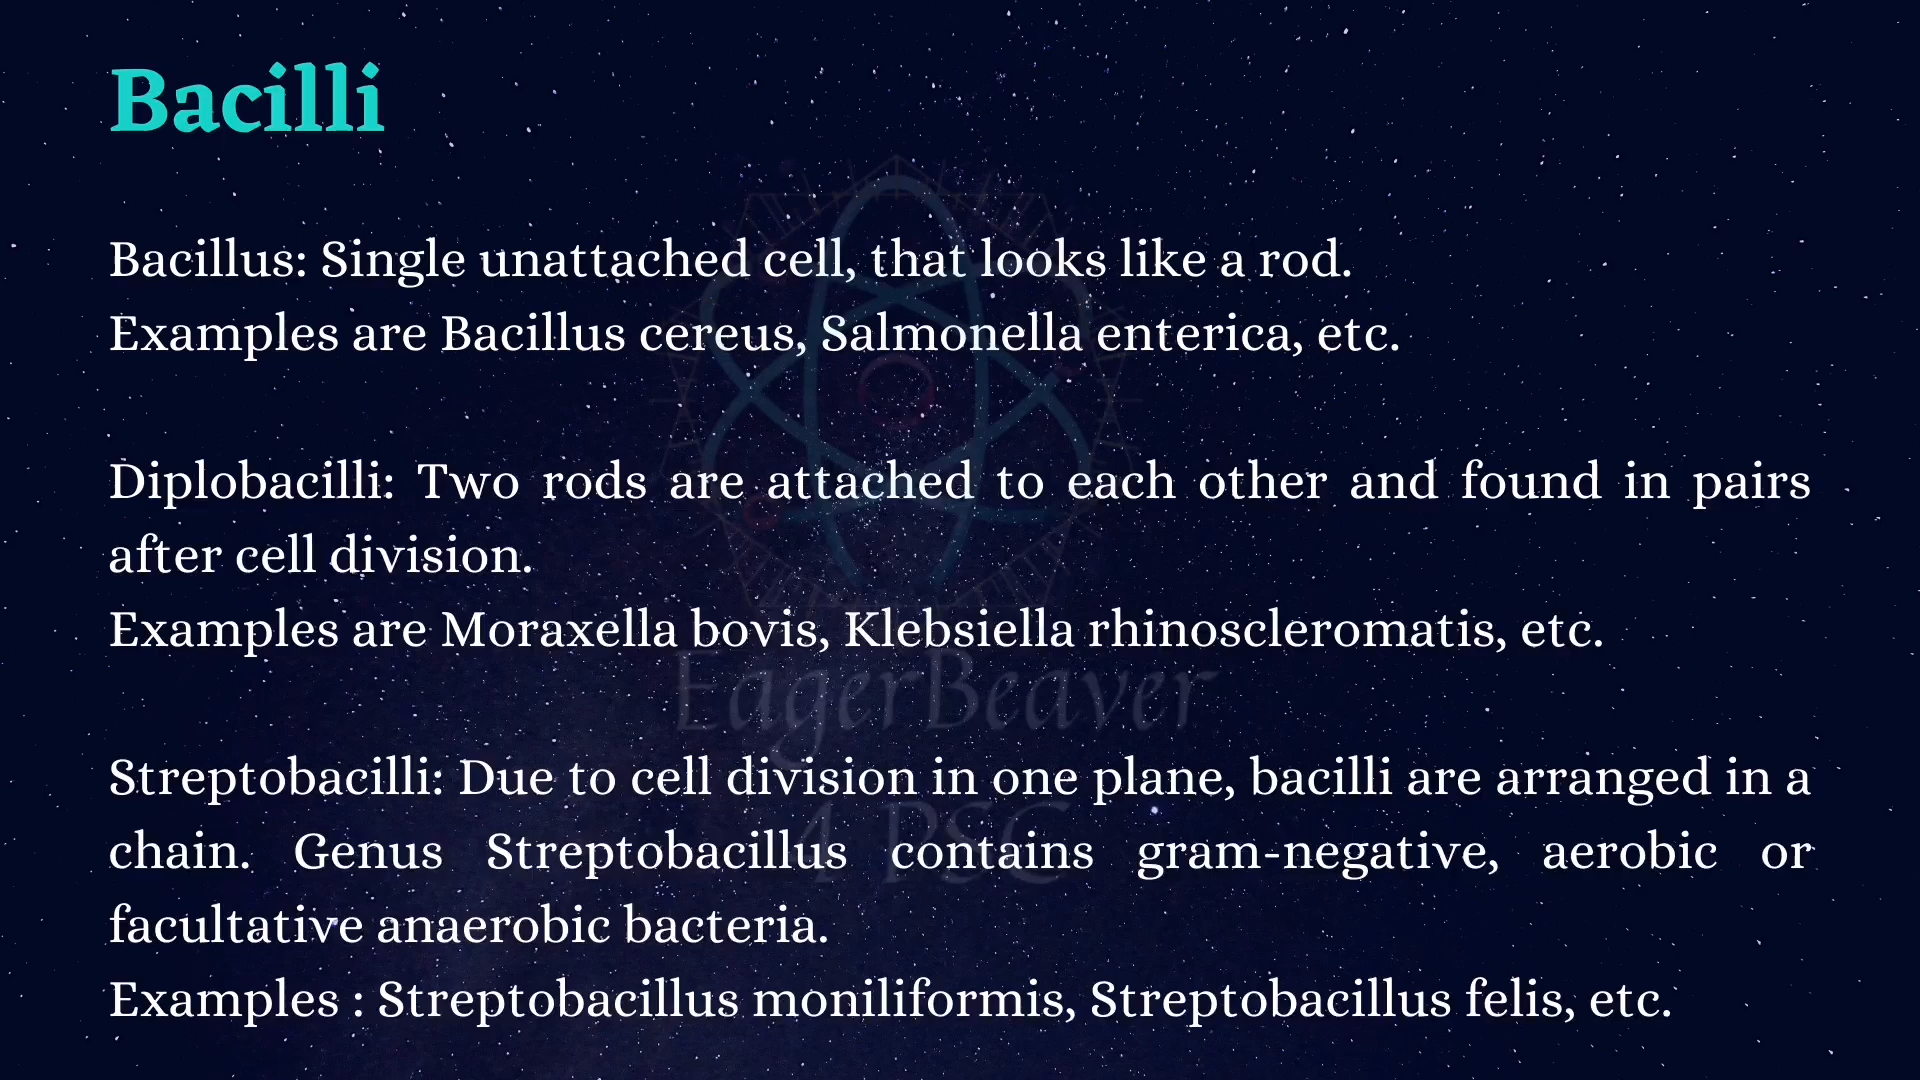 Bacilli
Bacillus: Single unattached cell, that looks like a rod.
Examples are Bacillus cereus, Salmonella enterica, etc.
Diplobacilli: Two rods are attached to each other and found in pairs
after cell division.
Examples are Moraxella bovis, Klebsiella rhinoscleromatis, etc.
EagerBeaver
Streptobacilli: Due to cell division in one plane, bacilli are arranged in a
4 PSC
chain. Genus Streptobacillus contains gram-negative, aerobic or
facultative anaerobic bacteria.
Examples : Streptobacillus moniliformis, Streptobacillus felis, etc.